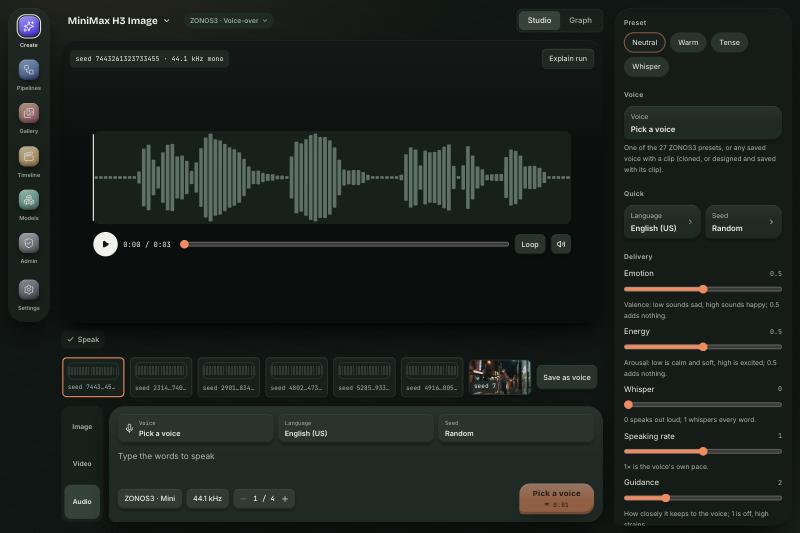 MiniMax H3 Image
ZONOS3 · Voice-over
Studio
Graph
Create
Pipelines
Gallery
Timeline
Models
Admin
Settings
seed 7443261323733455 · 44.1 kHz mono
Explain run
0:00 / 0:03
Loop
Speak
seed 7443…45…
seed 2314…740…
seed 2901…834…
seed 4802…473…
seed 5285…933…
seed 4916…805…
seed 7
Save as voice
Image
Video
Audio
Voice
Pick a voice
Language
English (US)
Seed
Random
Type the words to speak
ZONOS3 · Mini
44.1 kHz
− 1 / 4 +
Pick a voice
≈ 0:01
Preset
Neutral
Warm
Tense
Whisper
Voice
Voice
Pick a voice
One of the 27 ZONOS3 presets, or any saved
voice with a clip (cloned, or designed and saved
with its clip).
Quick
Language
English (US)
Seed
Random
Delivery
Emotion 0.5
Valence: low sounds sad, high sounds happy; 0.5
adds nothing.
Energy 0.5
Arousal: low is calm and soft, high is excited; 0.5
adds nothing.
Whisper 0
0 speaks out loud; 1 whispers every word.
Speaking rate 1
1× is the voice's own pace.
Guidance 2
How closely it keeps to the voice; 1 is off, high
strains.